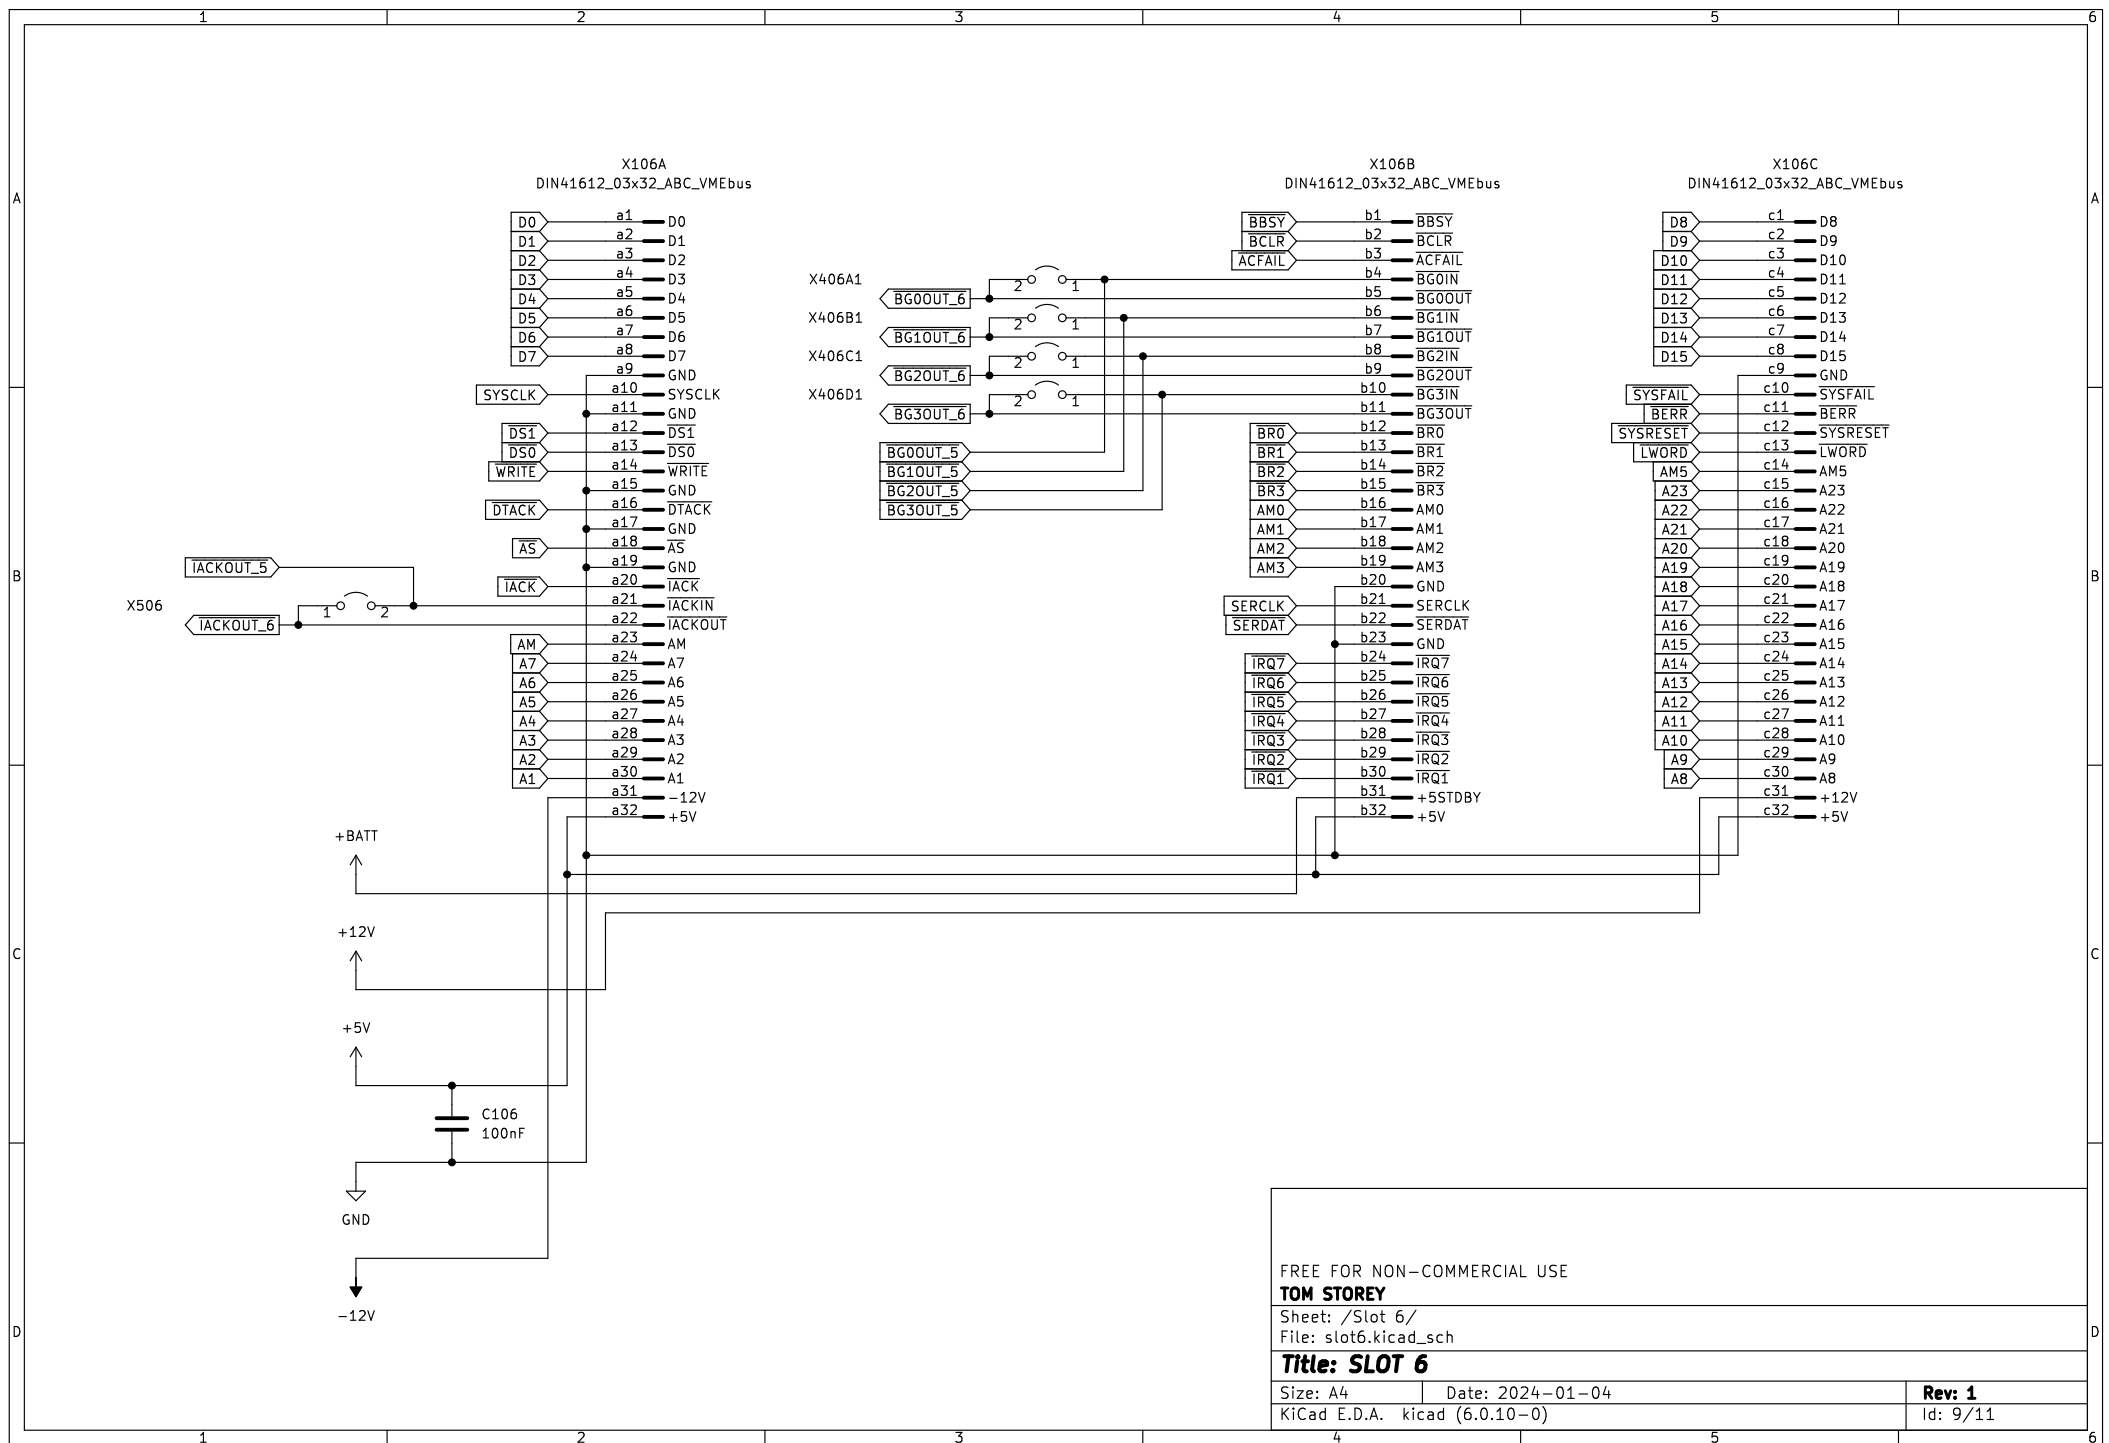 1 2 3 4 5 6
A A
B B
C C
D D
X106A
DIN41612_03x32_ABC_VMEbus
D0 a1 D0
D1 a2 D1
D2 a3 D2
D3 a4 D3
D4 a5 D4
D5 a6 D5
D6 a7 D6
D7 a8 D7
a9 GND
SYSCLK a10 SYSCLK
a11 GND
DS1 a12 DS1
DS0 a13 DS0
WRITE a14 WRITE
a15 GND
DTACK a16 DTACK
a17 GND
AS a18 AS
a19 GND
IACK a20 IACK
a21 IACKIN
a22 IACKOUT
AM a23 AM
A7 a24 A7
A6 a25 A6
A5 a26 A5
A4 a27 A4
A3 a28 A3
A2 a29 A2
A1 a30 A1
a31 -12V
a32 +5V
IACKOUT_5
X506 1 2
IACKOUT_6
X406A1 2 1
BG0OUT_6
X406B1 2 1
BG1OUT_6
X406C1 2 1
BG2OUT_6
X406D1 2 1
BG3OUT_6
BG0OUT_5
BG1OUT_5
BG2OUT_5
BG3OUT_5
X106B
DIN41612_03x32_ABC_VMEbus
BBSY b1 BBSY
BCLR b2 BCLR
ACFAIL b3 ACFAIL
b4 BG0IN
b5 BG0OUT
b6 BG1IN
b7 BG1OUT
b8 BG2IN
b9 BG2OUT
b10 BG3IN
b11 BG3OUT
BR0 b12 BR0
BR1 b13 BR1
BR2 b14 BR2
BR3 b15 BR3
AM0 b16 AM0
AM1 b17 AM1
AM2 b18 AM2
AM3 b19 AM3
b20 GND
SERCLK b21 SERCLK
SERDAT b22 SERDAT
b23 GND
IRQ7 b24 IRQ7
IRQ6 b25 IRQ6
IRQ5 b26 IRQ5
IRQ4 b27 IRQ4
IRQ3 b28 IRQ3
IRQ2 b29 IRQ2
IRQ1 b30 IRQ1
b31 +5STDBY
b32 +5V
X106C
DIN41612_03x32_ABC_VMEbus
D8 c1 D8
D9 c2 D9
D10 c3 D10
D11 c4 D11
D12 c5 D12
D13 c6 D13
D14 c7 D14
D15 c8 D15
c9 GND
SYSFAIL c10 SYSFAIL
BERR c11 BERR
SYSRESET c12 SYSRESET
LWORD c13 LWORD
AM5 c14 AM5
A23 c15 A23
A22 c16 A22
A21 c17 A21
A20 c18 A20
A19 c19 A19
A18 c20 A18
A17 c21 A17
A16 c22 A16
A15 c23 A15
A14 c24 A14
A13 c25 A13
A12 c26 A12
A11 c27 A11
A10 c28 A10
A9 c29 A9
A8 c30 A8
c31 +12V
c32 +5V
+BATT
+12V
+5V
C106
100nF
GND
-12V
FREE FOR NON-COMMERCIAL USE
TOM STOREY
Sheet: /Slot 6/
File: slot6.kicad_sch
Title: SLOT 6
Size: A4 Date: 2024-01-04 Rev: 1
KiCad E.D.A. kicad (6.0.10-0) Id: 9/11
1 2 3 4 5 6